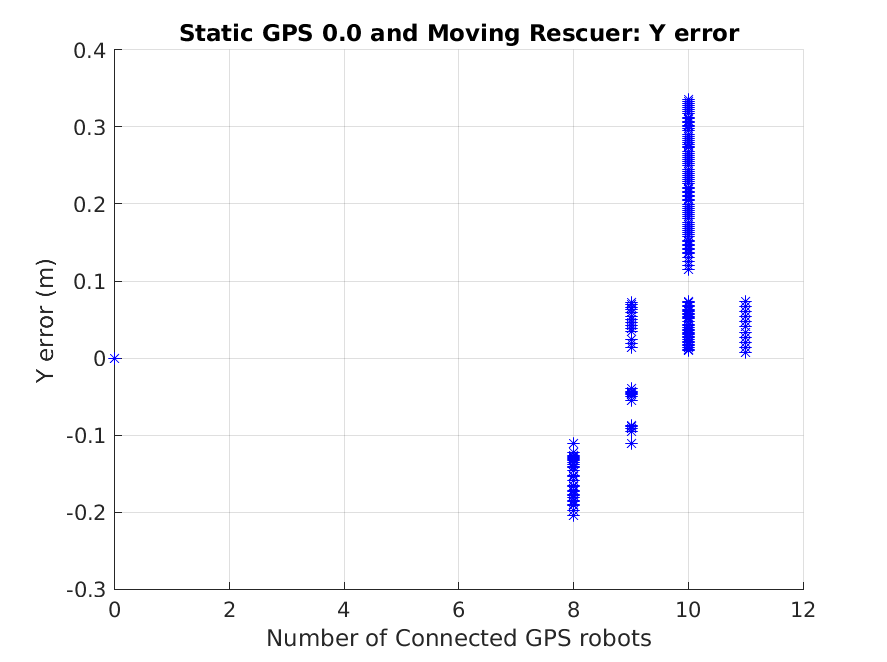 Static GPS 0.0 and Moving Rescuer: Y error
0.4
0.3
0.2
0.1
0
-0.1
-0.2
-0.3
Y error (m)
0 2 4 6 8 10 12
Number of Connected GPS robots